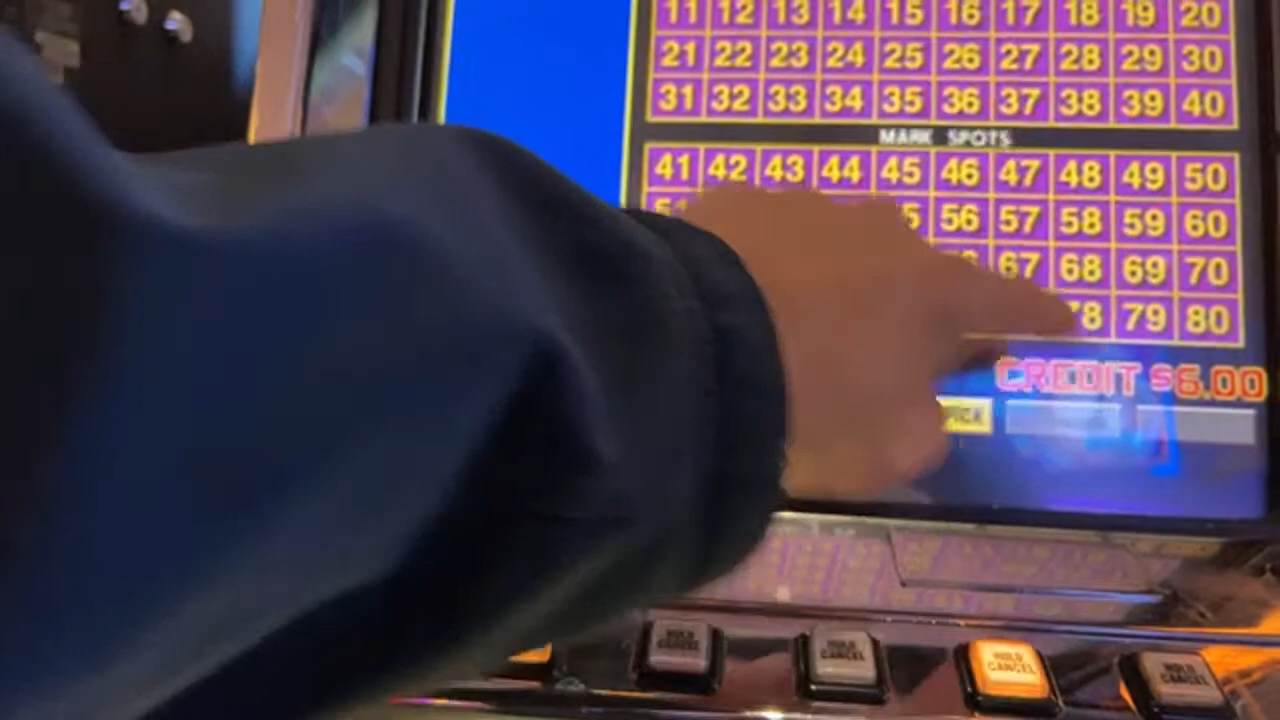 11 12 13 14 15 16 17 18 19 20
21 22 23 24 25 26 27 28 29 30
31 32 33 34 35 36 37 38 39 40
MARK SPOTS
41 42 43 44 45 46 47 48 49 50
56 57 58 59 60
67 68 69 70
78 79 80
CREDIT $6.00
HOLD CANCEL
HOLD CANCEL
HOLD CANCEL
HOLD CANCEL